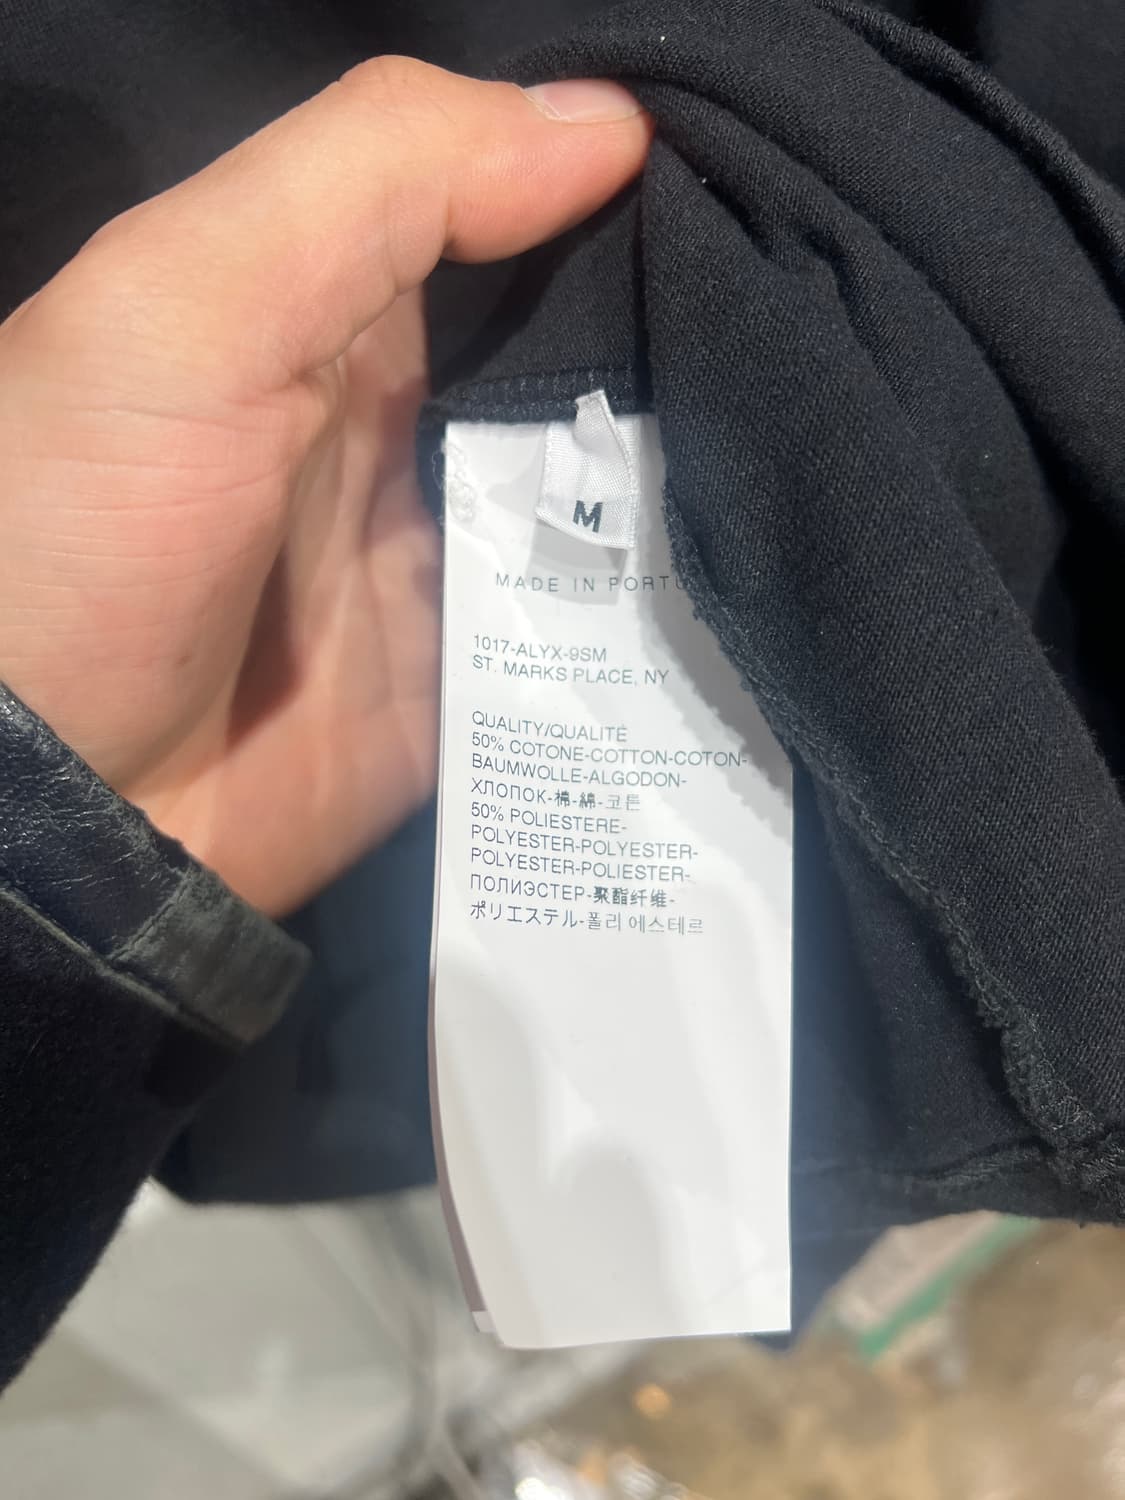 M
MADE IN PORTU
1017-ALYX-9SM
ST. MARKS PLACE, NY
QUALITY/QUALITÉ
50% COTONE-COTTON-COTON-
BAUMWOLLE-ALGODON-
ХЛОПОК-棉-綿-코튼
50% POLIESTERE-
POLYESTER-POLYESTER-
POLYESTER-POLIESTER-
ПОЛИЭСТЕР-聚酯纤维-
ポリエステル-폴리에스테르